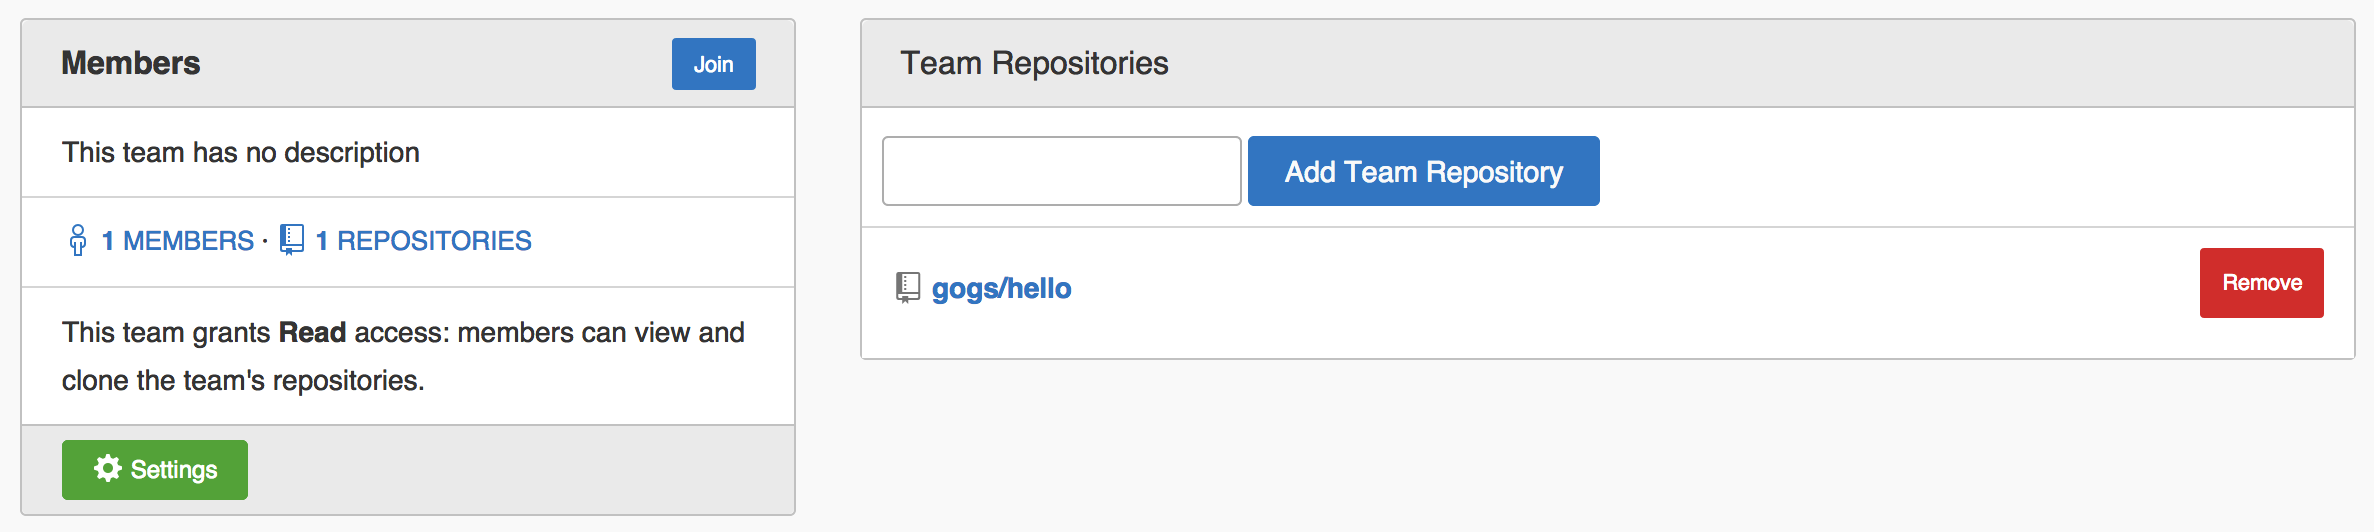 Members
Join
This team has no description
1 MEMBERS · 1 REPOSITORIES
This team grants Read access: members can view and
clone the team's repositories.
Settings
Team Repositories
Add Team Repository
gogs/hello
Remove